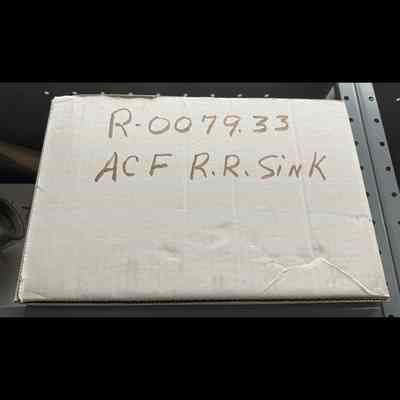 R-0079.33
ACF R.R. SinK